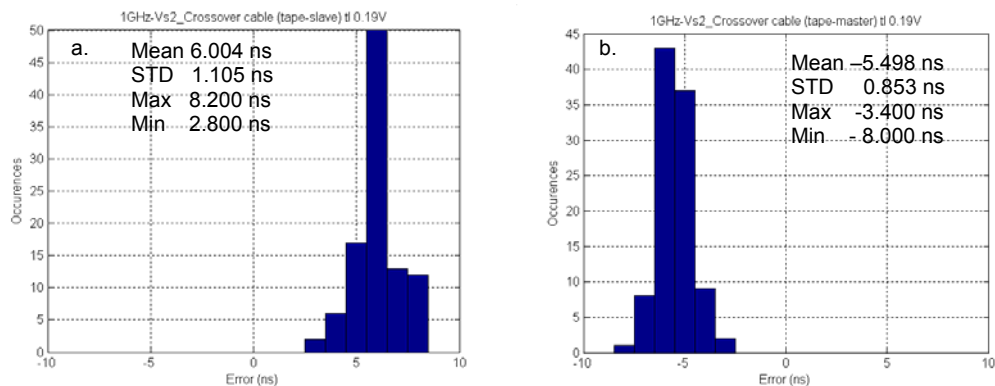 1GHz-Vs2_Crossover cable (tape-slave) tl 0.19V
a.
Mean 6.004 ns
STD 1.105 ns
Max 8.200 ns
Min 2.800 ns
Occurences
50
45
40
35
30
25
20
15
10
5
0
-10 -5 0 5 10
Error (ns)
1GHz-Vs2_Crossover cable (tape-master) tl 0.19V
b.
Mean –5.498 ns
STD 0.853 ns
Max -3.400 ns
Min - 8.000 ns
Occurences
45
40
35
30
25
20
15
10
5
0
-10 -5 0 5 10
Error (ns)